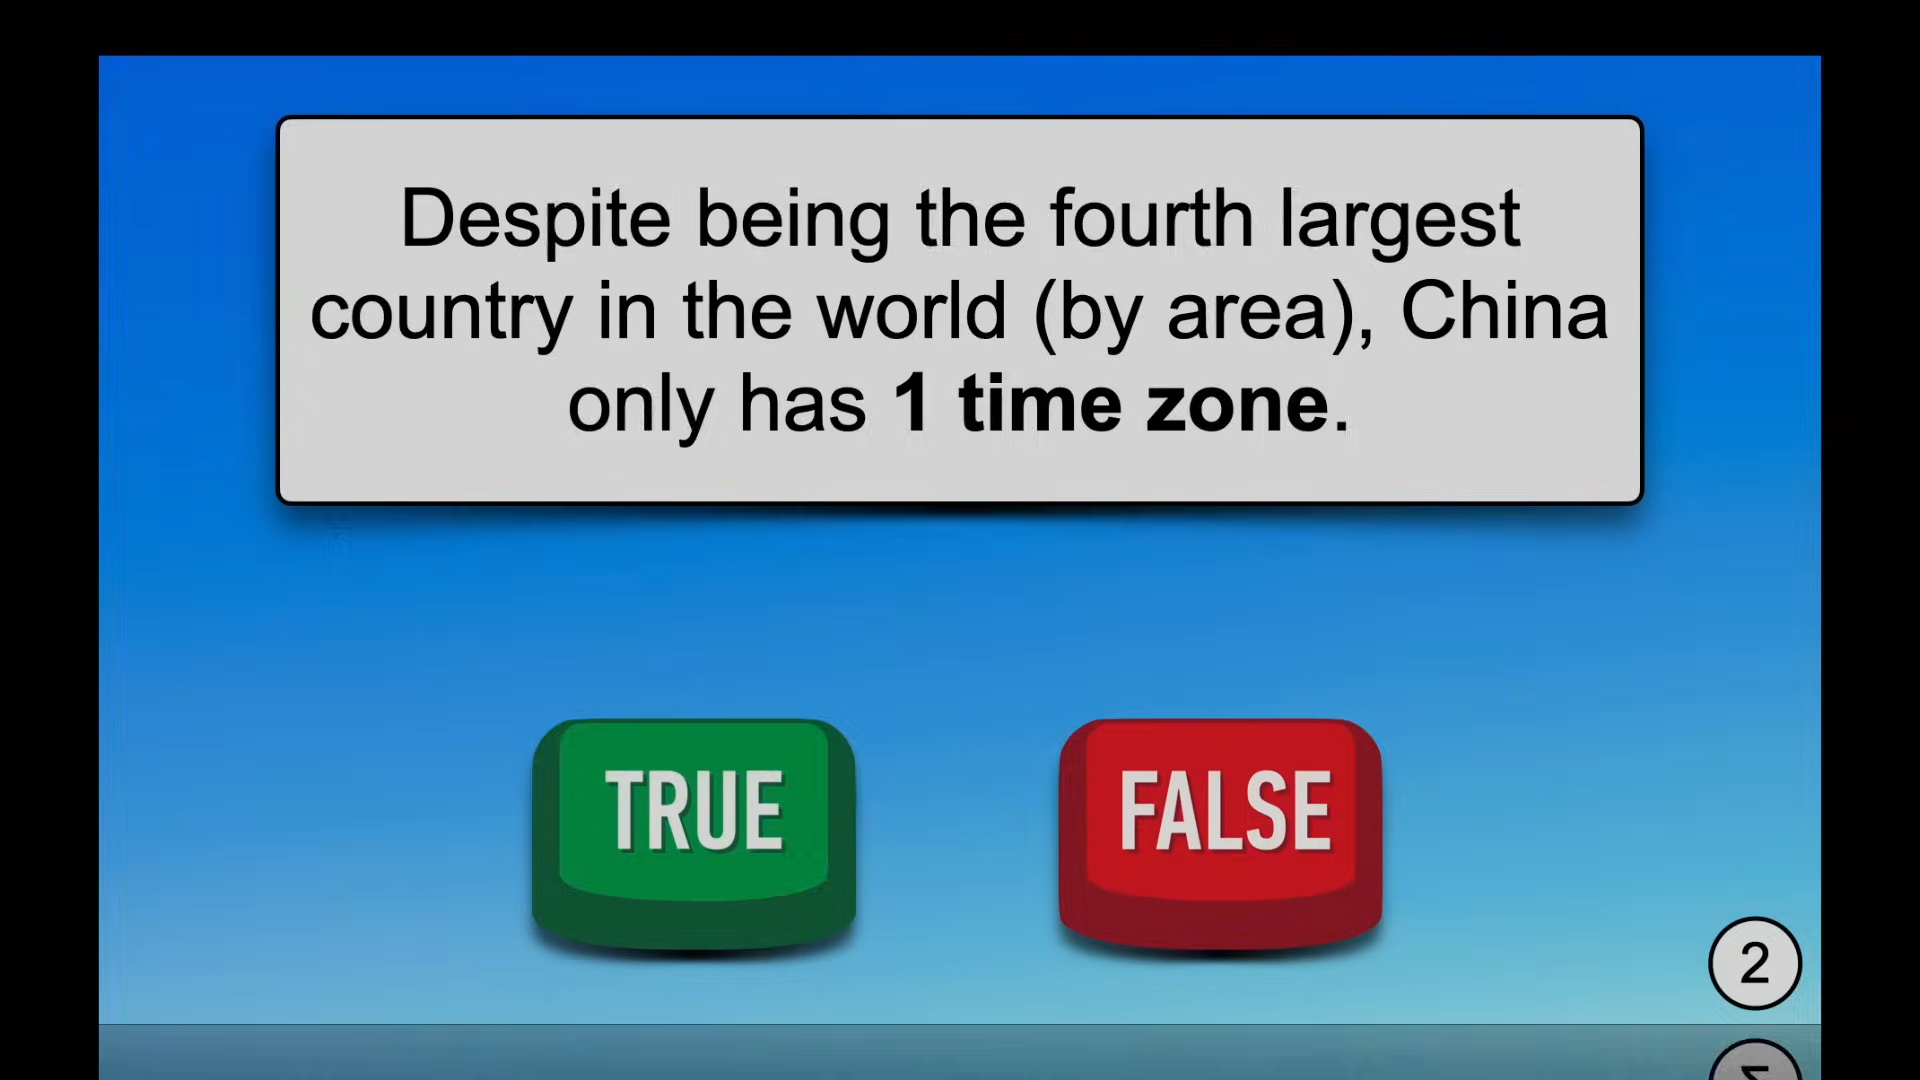 Despite being the fourth largest
country in the world (by area), China
only has 1 time zone.
TRUE
FALSE
2